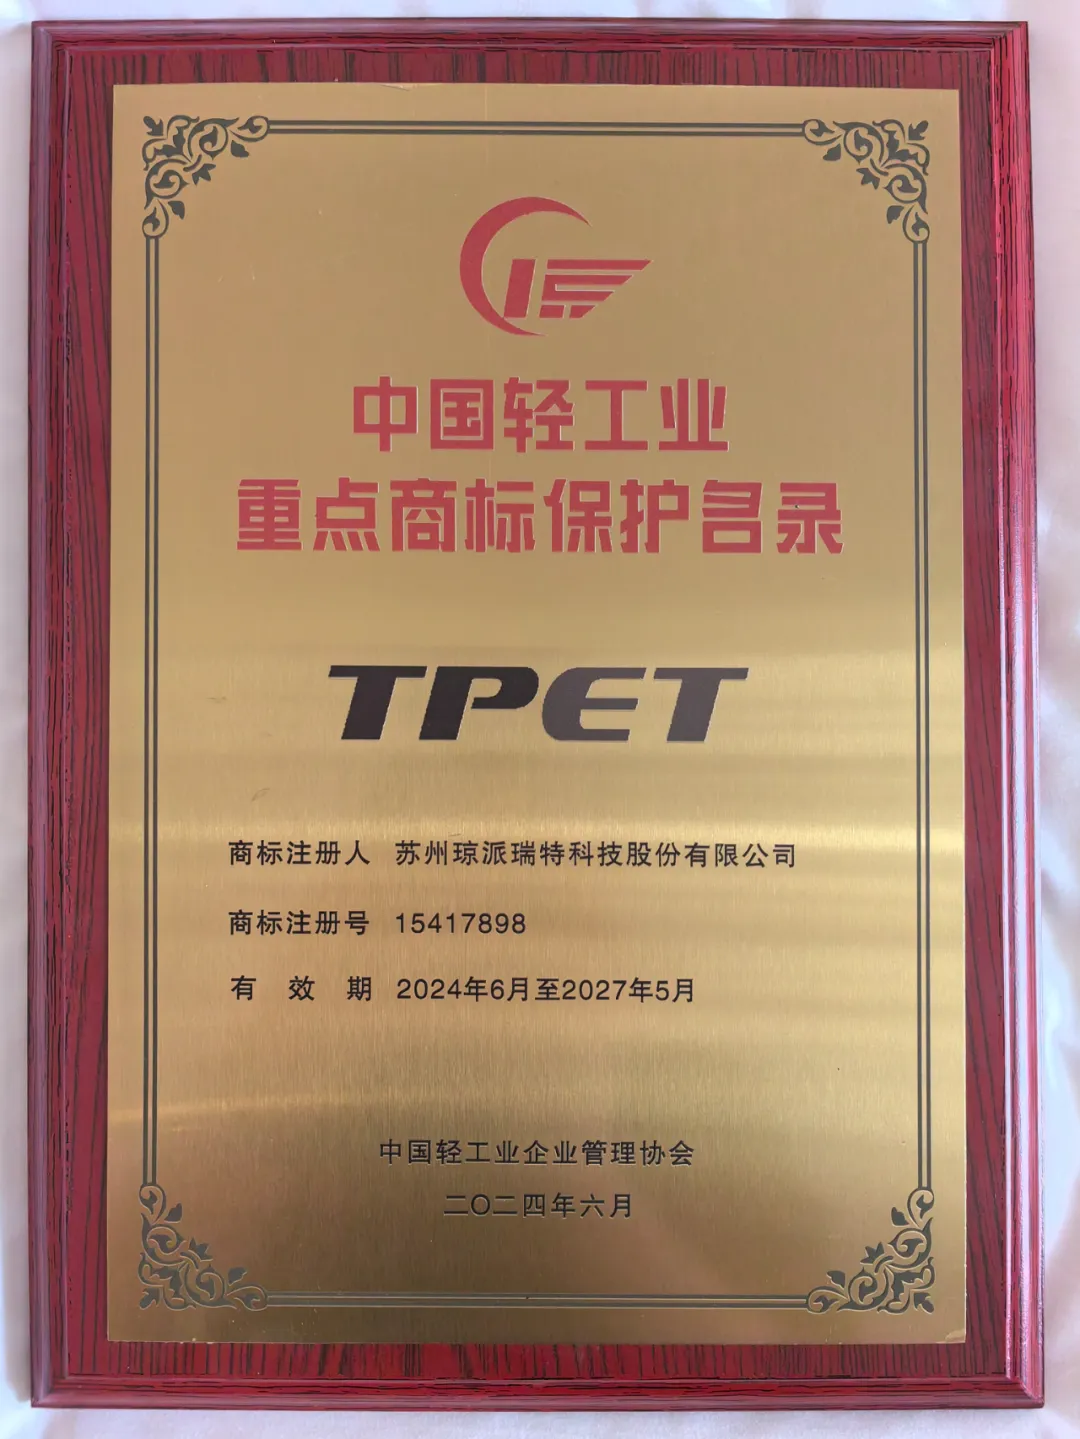 中国轻工业
重点商标保护名录
TPET
商标注册人 苏州琼派瑞特科技股份有限公司
商标注册号 15417898
有效期 2024年6月至2027年5月
中国轻工业企业管理协会
二〇二四年六月